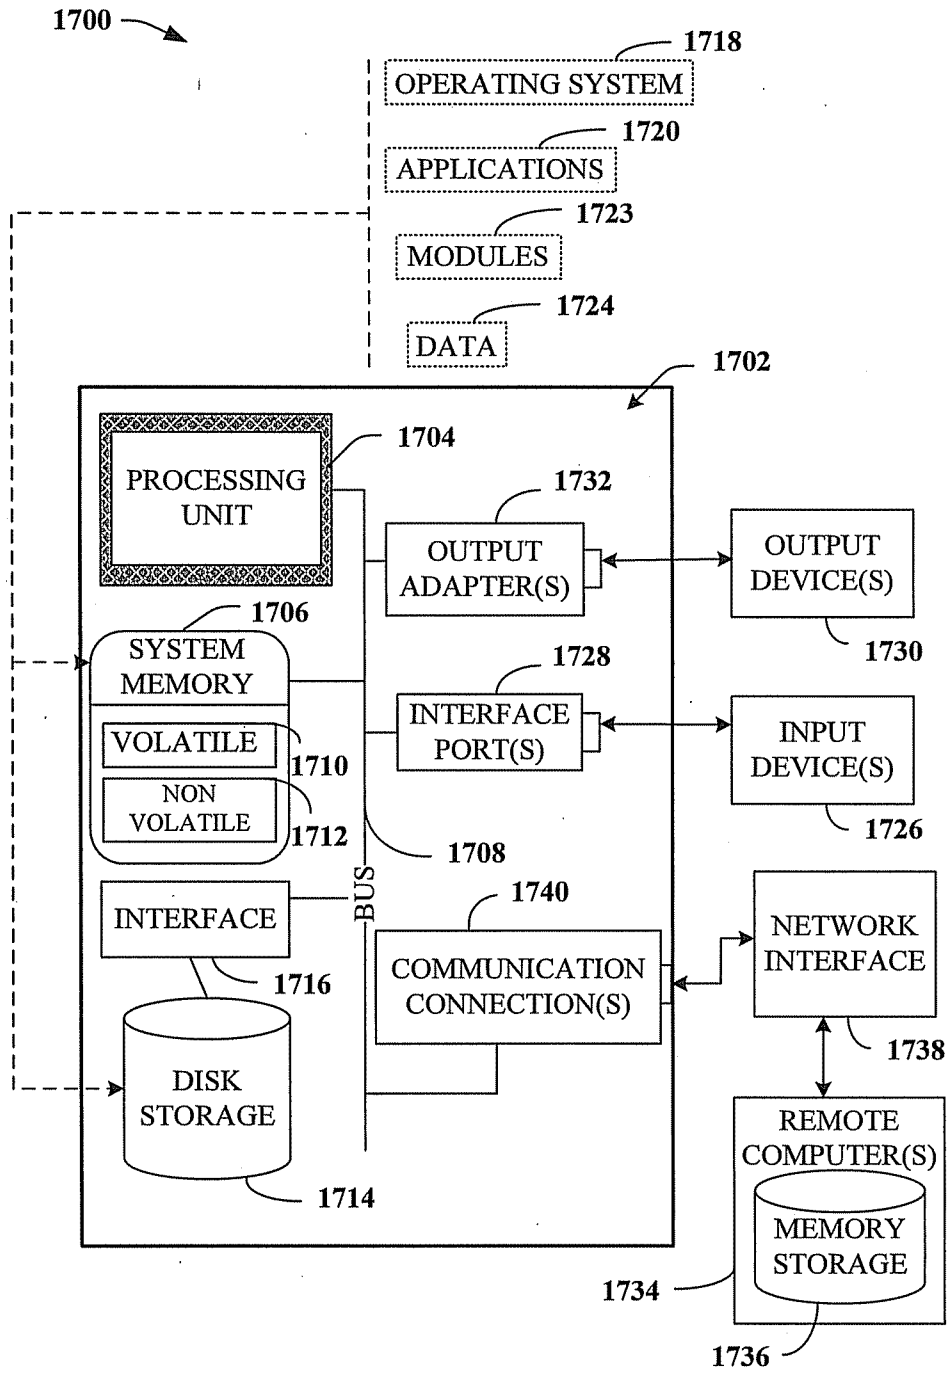 1700
1718
OPERATING SYSTEM
1720
APPLICATIONS
1723
MODULES
1724
DATA
1702
1704
PROCESSING
UNIT
1732
OUTPUT
ADAPTER(S)
OUTPUT
DEVICE(S)
1730
1706
SYSTEM
MEMORY
VOLATILE
1710
NON
VOLATILE
1712
1728
INTERFACE
PORT(S)
INPUT
DEVICE(S)
1726
1708
BUS
INTERFACE
1716
1740
COMMUNICATION
CONNECTION(S)
NETWORK
INTERFACE
1738
DISK
STORAGE
1714
REMOTE
COMPUTER(S)
MEMORY
STORAGE
1734
1736